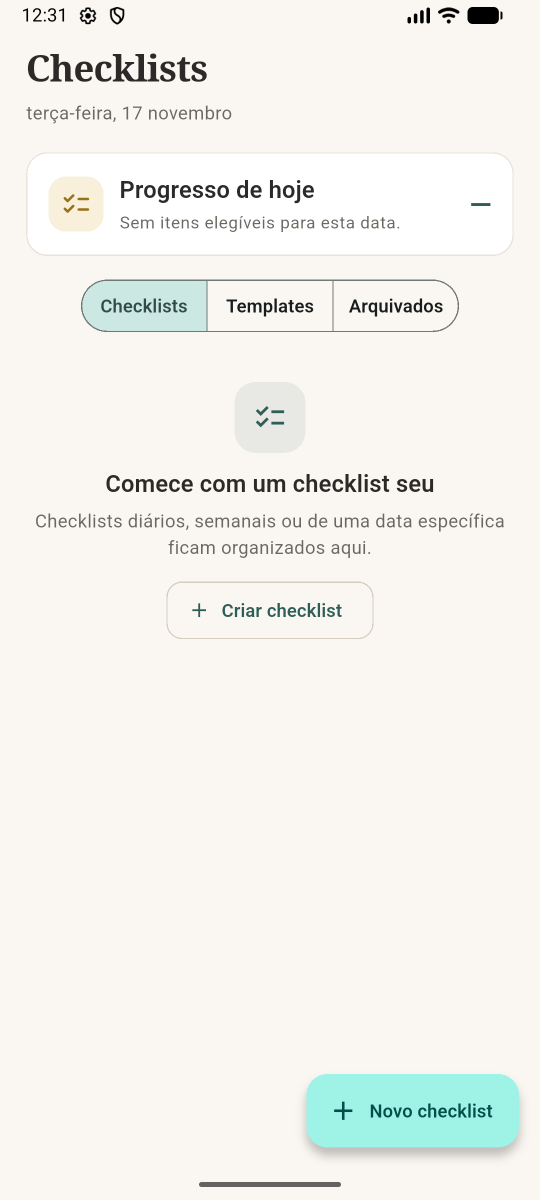 12:31
Checklists
terça-feira, 17 novembro
Progresso de hoje
Sem itens elegíveis para esta data.
Checklists Templates Arquivados
Comece com um checklist seu
Checklists diários, semanais ou de uma data específica
ficam organizados aqui.
Criar checklist
Novo checklist